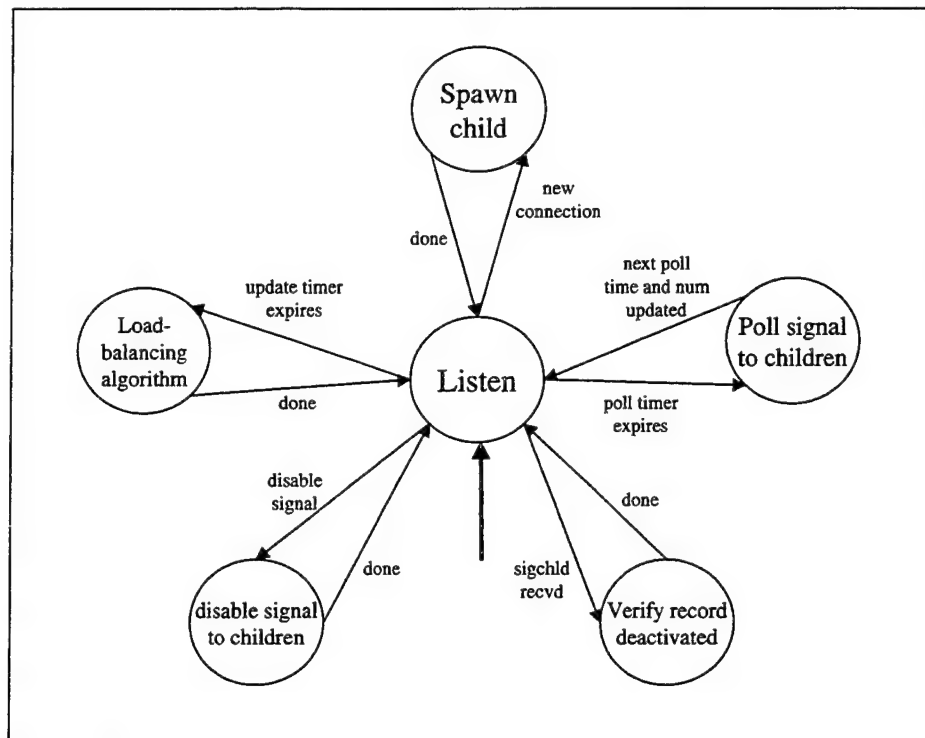 Spawn
child
new
connection
done
next poll
time and num
updated
update timer
expires
Load-
balancing
algorithm
Poll signal
to children
Listen
done
poll timer
expires
disable
signal
done
done
sigchld
recvd
disable signal
to children
Verify record
deactivated